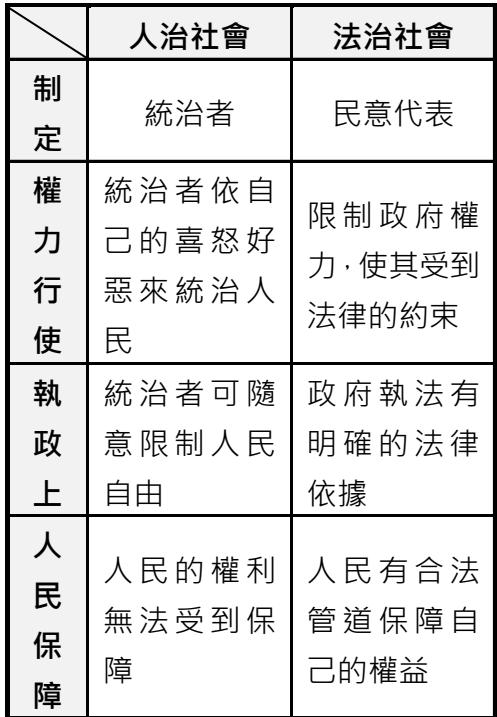 人治社會 法治社會
制定 統治者 民意代表
權力行使
統治者依自
己的喜怒好
惡來統治人
民
限制政府權
力，使其受到
法律的約束
執政上
統治者可隨
意限制人民
自由
政府執法有
明確的法律
依據
人民保障
人民的權利
無法受到保
障
人民有合法
管道保障自
己的權益